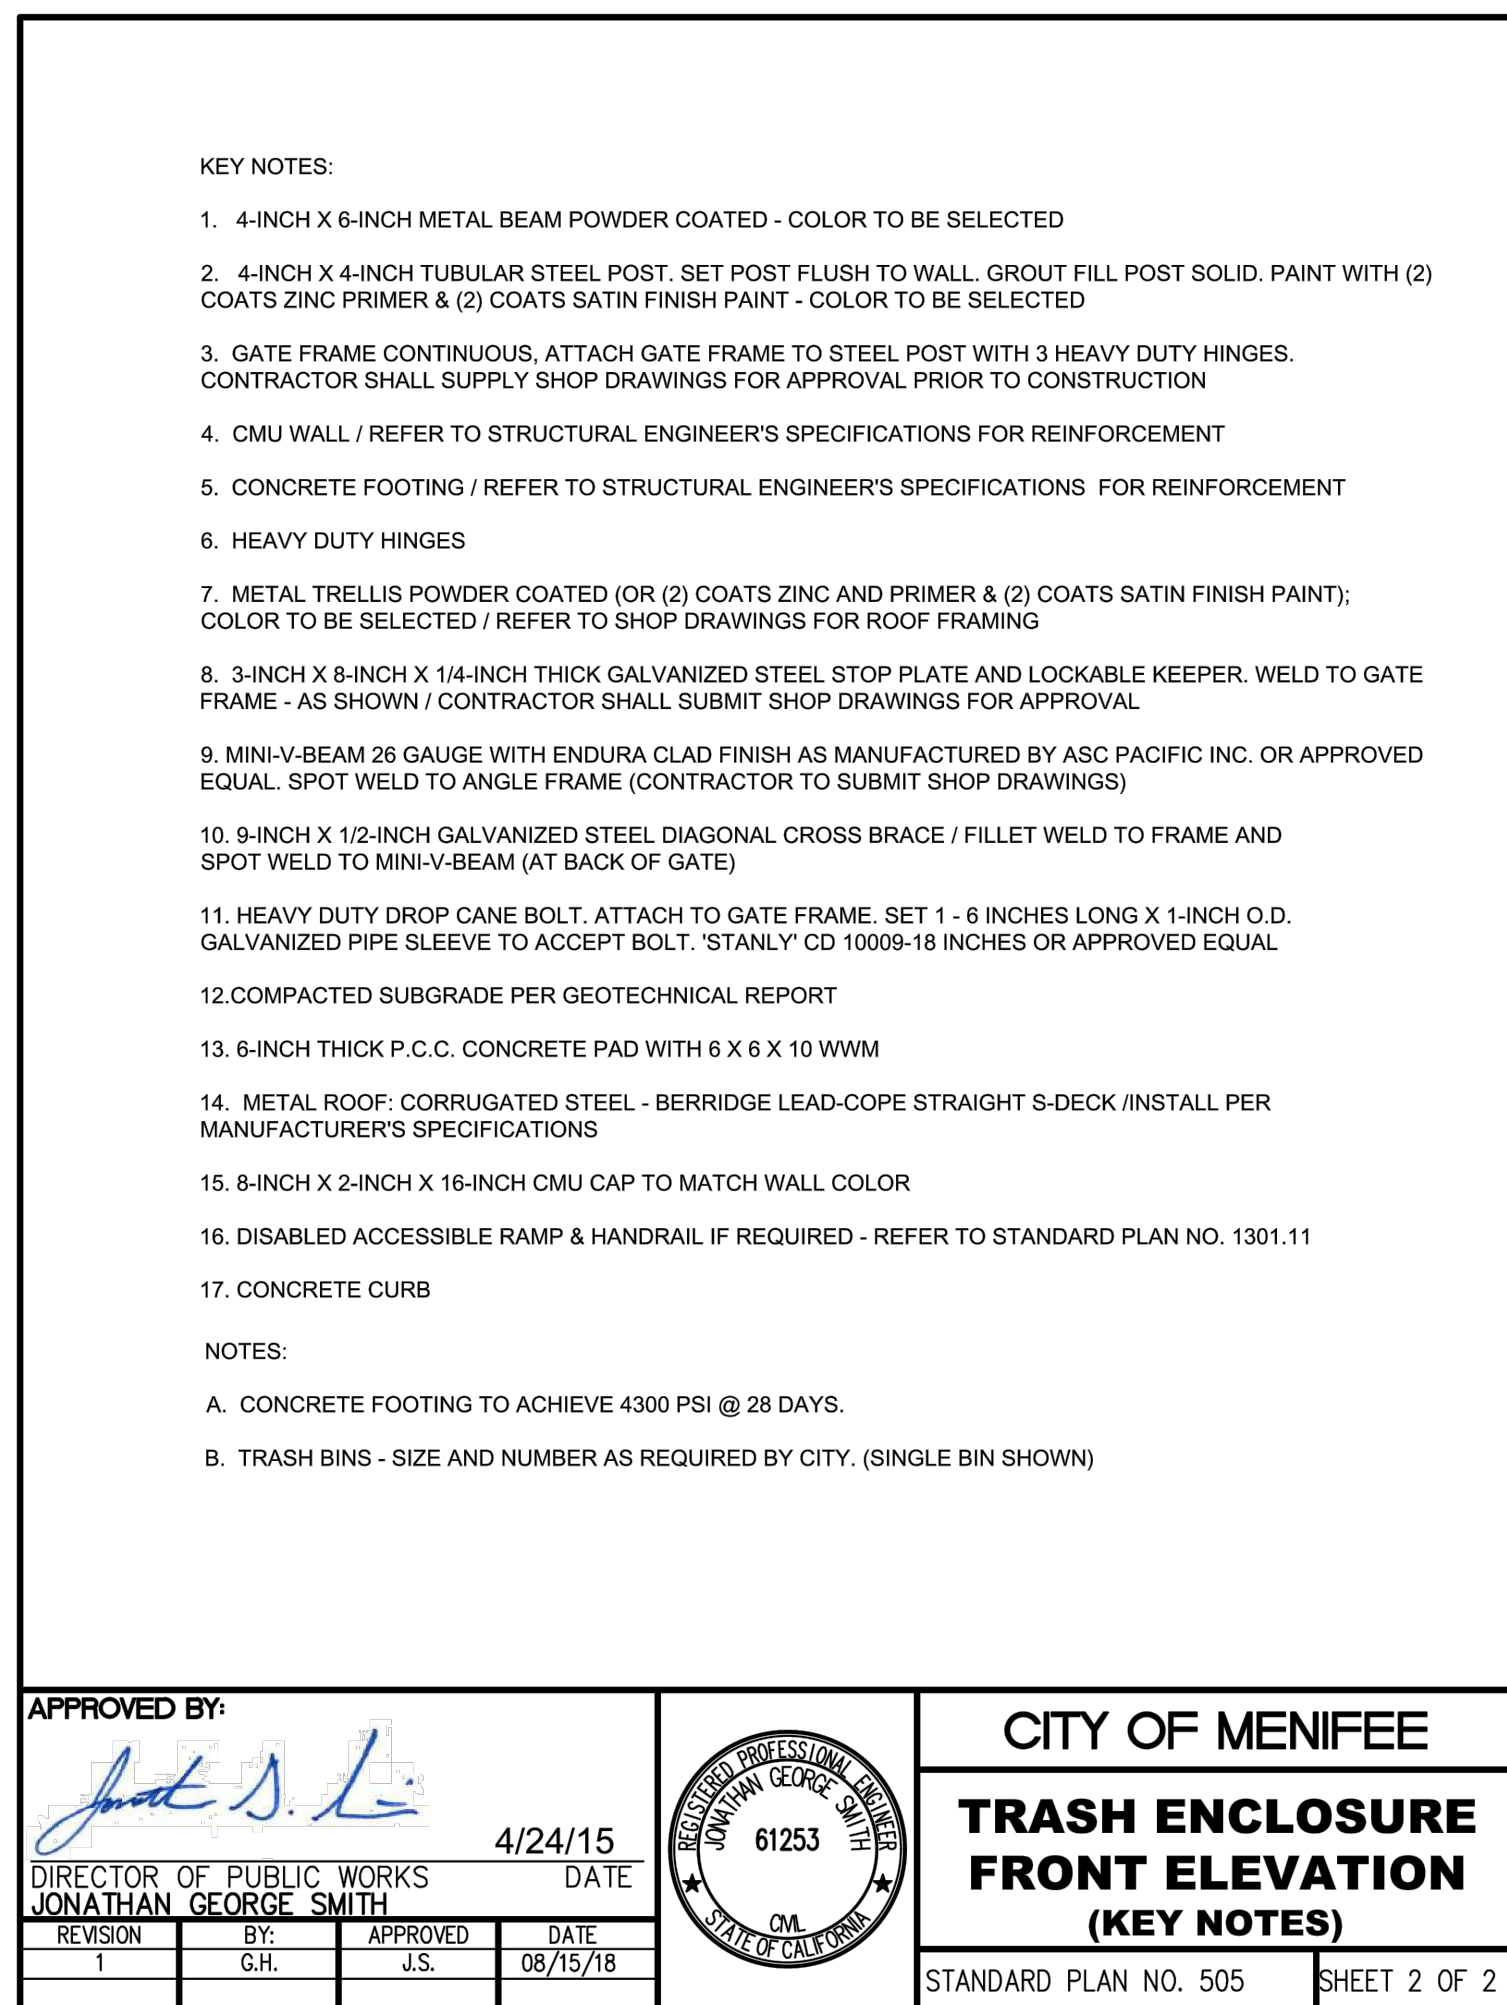 KEY NOTES:
1. 4-INCH X 6-INCH METAL BEAM POWDER COATED - COLOR TO BE SELECTED
2. 4-INCH X 4-INCH TUBULAR STEEL POST. SET POST FLUSH TO WALL. GROUT FILL POST SOLID. PAINT WITH (2)
COATS ZINC PRIMER & (2) COATS SATIN FINISH PAINT - COLOR TO BE SELECTED
3. GATE FRAME CONTINUOUS, ATTACH GATE FRAME TO STEEL POST WITH 3 HEAVY DUTY HINGES.
CONTRACTOR SHALL SUPPLY SHOP DRAWINGS FOR APPROVAL PRIOR TO CONSTRUCTION
4. CMU WALL / REFER TO STRUCTURAL ENGINEER'S SPECIFICATIONS FOR REINFORCEMENT
5. CONCRETE FOOTING / REFER TO STRUCTURAL ENGINEER'S SPECIFICATIONS FOR REINFORCEMENT
6. HEAVY DUTY HINGES
7. METAL TRELLIS POWDER COATED (OR (2) COATS ZINC AND PRIMER & (2) COATS SATIN FINISH PAINT);
COLOR TO BE SELECTED / REFER TO SHOP DRAWINGS FOR ROOF FRAMING
8. 3-INCH X 8-INCH X 1/4-INCH THICK GALVANIZED STEEL STOP PLATE AND LOCKABLE KEEPER. WELD TO GATE
FRAME - AS SHOWN / CONTRACTOR SHALL SUBMIT SHOP DRAWINGS FOR APPROVAL
9. MINI-V-BEAM 26 GAUGE WITH ENDURA CLAD FINISH AS MANUFACTURED BY ASC PACIFIC INC. OR APPROVED
EQUAL. SPOT WELD TO ANGLE FRAME (CONTRACTOR TO SUBMIT SHOP DRAWINGS)
10. 9-INCH X 1/2-INCH GALVANIZED STEEL DIAGONAL CROSS BRACE / FILLET WELD TO FRAME AND
SPOT WELD TO MINI-V-BEAM (AT BACK OF GATE)
11. HEAVY DUTY DROP CANE BOLT. ATTACH TO GATE FRAME. SET 1 - 6 INCHES LONG X 1-INCH O.D.
GALVANIZED PIPE SLEEVE TO ACCEPT BOLT. 'STANLY' CD 10009-18 INCHES OR APPROVED EQUAL
12.COMPACTED SUBGRADE PER GEOTECHNICAL REPORT
13. 6-INCH THICK P.C.C. CONCRETE PAD WITH 6 X 6 X 10 WWM
14. METAL ROOF: CORRUGATED STEEL - BERRIDGE LEAD-COPE STRAIGHT S-DECK /INSTALL PER
MANUFACTURER'S SPECIFICATIONS
15. 8-INCH X 2-INCH X 16-INCH CMU CAP TO MATCH WALL COLOR
16. DISABLED ACCESSIBLE RAMP & HANDRAIL IF REQUIRED - REFER TO STANDARD PLAN NO. 1301.11
17. CONCRETE CURB
NOTES:
A. CONCRETE FOOTING TO ACHIEVE 4300 PSI @ 28 DAYS.
B. TRASH BINS - SIZE AND NUMBER AS REQUIRED BY CITY. (SINGLE BIN SHOWN)
APPROVED BY:
4/24/15
DIRECTOR OF PUBLIC WORKS DATE
JONATHAN GEORGE SMITH
REVISION BY: APPROVED DATE
1 G.H. J.S. 08/15/18
REGISTERED PROFESSIONAL ENGINEER
JONATHAN GEORGE SMITH
61253
CIVIL
STATE OF CALIFORNIA
CITY OF MENIFEE
TRASH ENCLOSURE
FRONT ELEVATION
(KEY NOTES)
STANDARD PLAN NO. 505
SHEET 2 OF 2